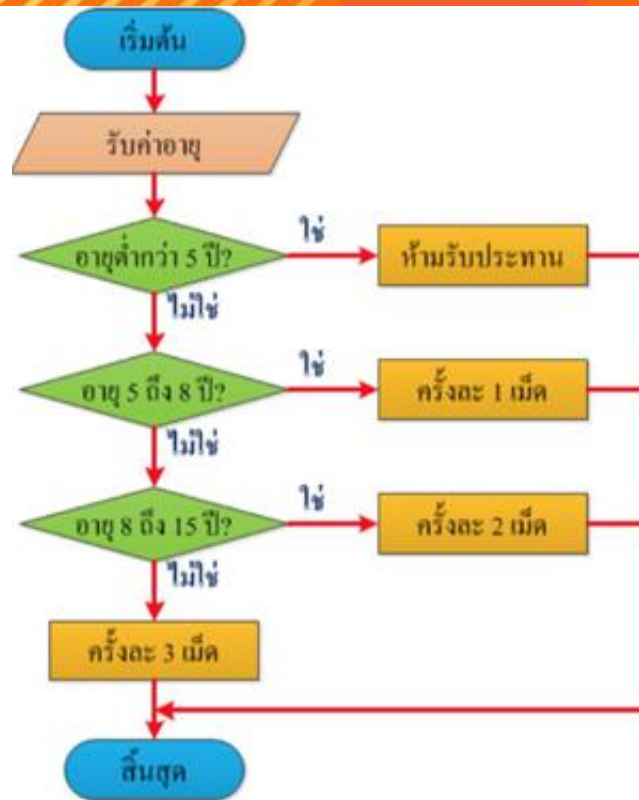 เริ่มต้น
รับค่าอายุ
อายุต่ำกว่า 5 ปี?
ใช่
ห้ามรับประทาน
ไม่ใช่
อายุ 5 ถึง 8 ปี?
ใช่
ครั้งละ 1 เม็ด
ไม่ใช่
อายุ 8 ถึง 15 ปี?
ใช่
ครั้งละ 2 เม็ด
ไม่ใช่
ครั้งละ 3 เม็ด
สิ้นสุด